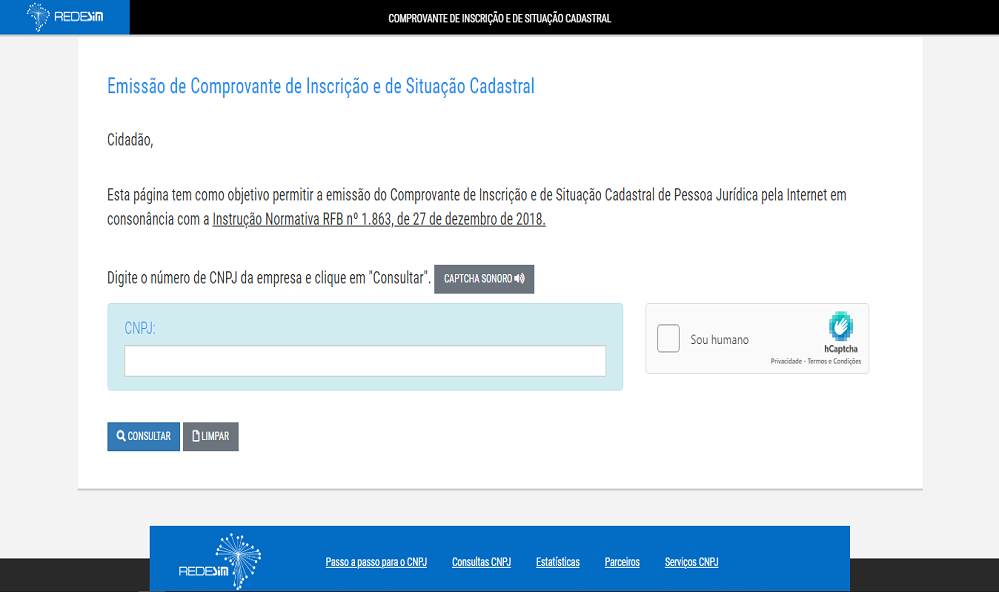 REDESIM
COMPROVANTE DE INSCRIÇÃO E DE SITUAÇÃO CADASTRAL
Emissão de Comprovante de Inscrição e de Situação Cadastral
Cidadão,
Esta página tem como objetivo permitir a emissão do Comprovante de Inscrição e de Situação Cadastral de Pessoa Jurídica pela Internet em
consonância com a Instrução Normativa RFB nº 1.863, de 27 de dezembro de 2018.
Digite o número de CNPJ da empresa e clique em "Consultar". CAPTCHA SONORO
CNPJ:
Sou humano
hCaptcha
Privacidade - Termos e Condições
CONSULTAR LIMPAR
REDESIM
Passo a passo para o CNPJ Consultas CNPJ Estatísticas Parceiros Serviços CNPJ